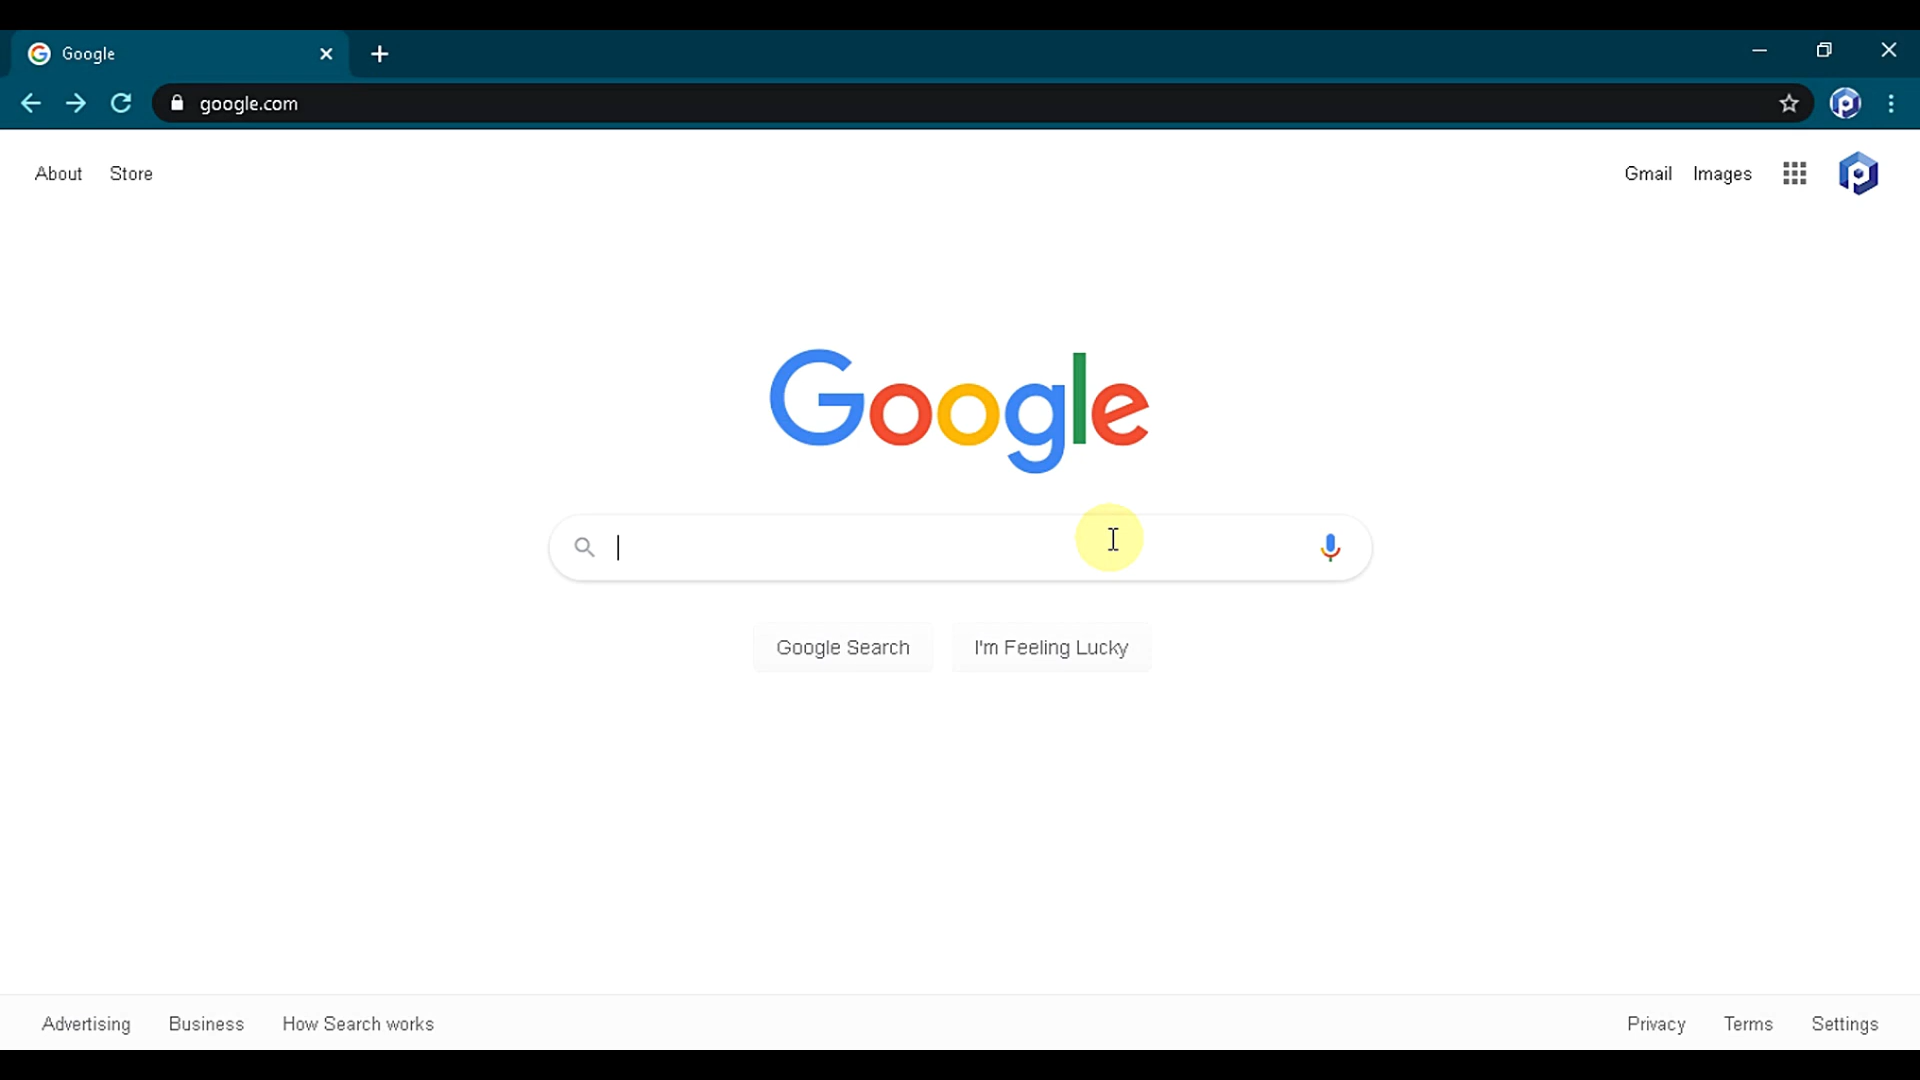 Google
google.com
About Store
Gmail Images
Google
Google Search I'm Feeling Lucky
Advertising Business How Search works
Privacy Terms Settings